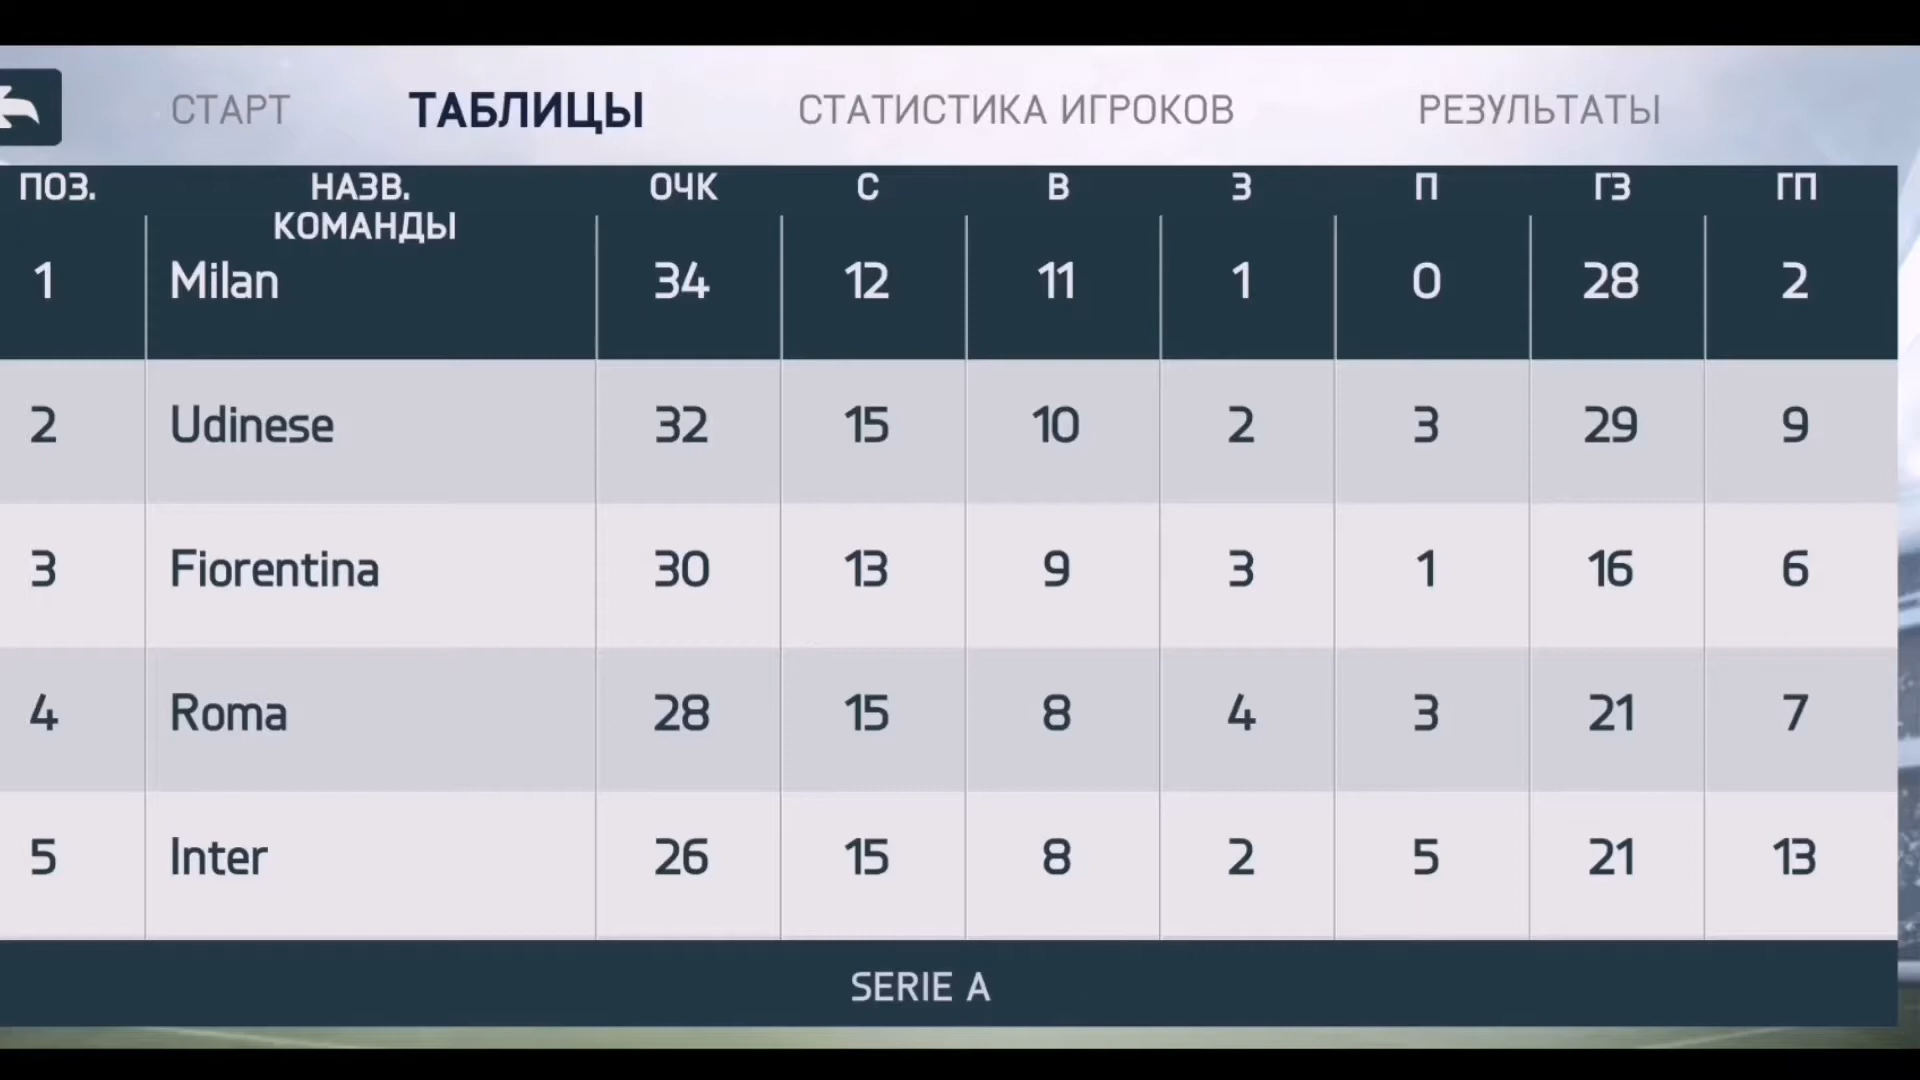 СТАРТ ТАБЛИЦЫ СТАТИСТИКА ИГРОКОВ РЕЗУЛЬТАТЫ
ПОЗ. НАЗВ. КОМАНДЫ ОЧК С В З П ГЗ ГП
1 Milan 34 12 11 1 0 28 2
2 Udinese 32 15 10 2 3 29 9
3 Fiorentina 30 13 9 3 1 16 6
4 Roma 28 15 8 4 3 21 7
5 Inter 26 15 8 2 5 21 13
SERIE A